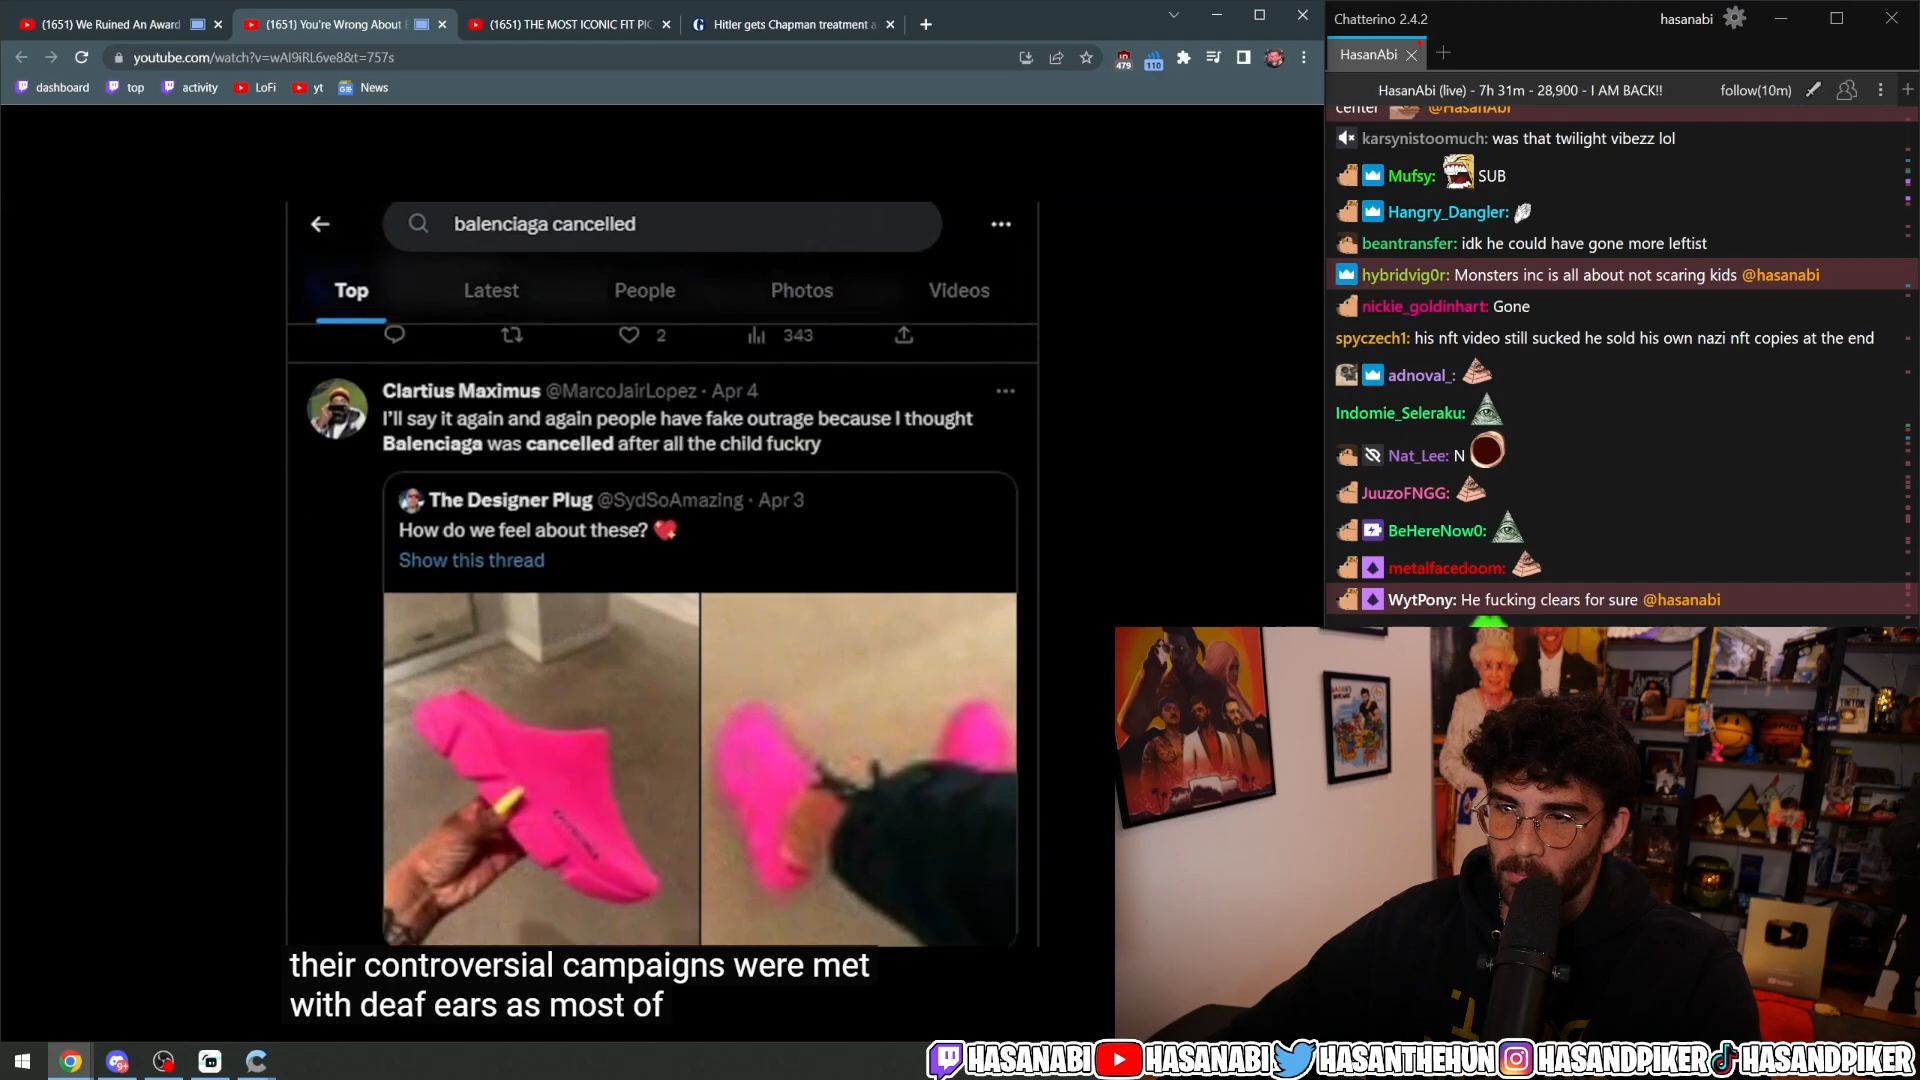 (1651) We Ruined An Award
(1651) You're Wrong About
(1651) THE MOST ICONIC FIT PIC
Hitler gets Chapman treatment a
youtube.com/watch?v=wAl9iRL6ve8&t=757s
479
110
dashboard
top
activity
LoFi
yt
News
balenciaga cancelled
Top
Latest
People
Photos
Videos
2
343
Clartius Maximus @MarcoJairLopez · Apr 4
I'll say it again and again people have fake outrage because I thought
Balenciaga was cancelled after all the child fuckry
The Designer Plug @SydSoAmazing · Apr 3
How do we feel about these?
Show this thread
their controversial campaigns were met
with deaf ears as most of
Chatterino 2.4.2
hasanabi
HasanAbi
HasanAbi (live) - 7h 31m - 28,900 - I AM BACK!!
follow(10m)
center @HasanAbi
karsynistoomuch: was that twilight vibezz lol
Mufsy: SUB
Hangry_Dangler:
beantransfer: idk he could have gone more leftist
hybridvig0r: Monsters inc is all about not scaring kids @hasanabi
nickie_goldinhart: Gone
spyczech1: his nft video still sucked he sold his own nazi nft copies at the end
adnoval_:
Indomie_Seleraku:
Nat_Lee: N
JuuzoFNGG:
BeHereNow0:
metalfacedoom:
WytPony: He fucking clears for sure @hasanabi
HASANABI
HASANABI
HASANTHEHUN
HASANDPIKER
HASANDPIKER